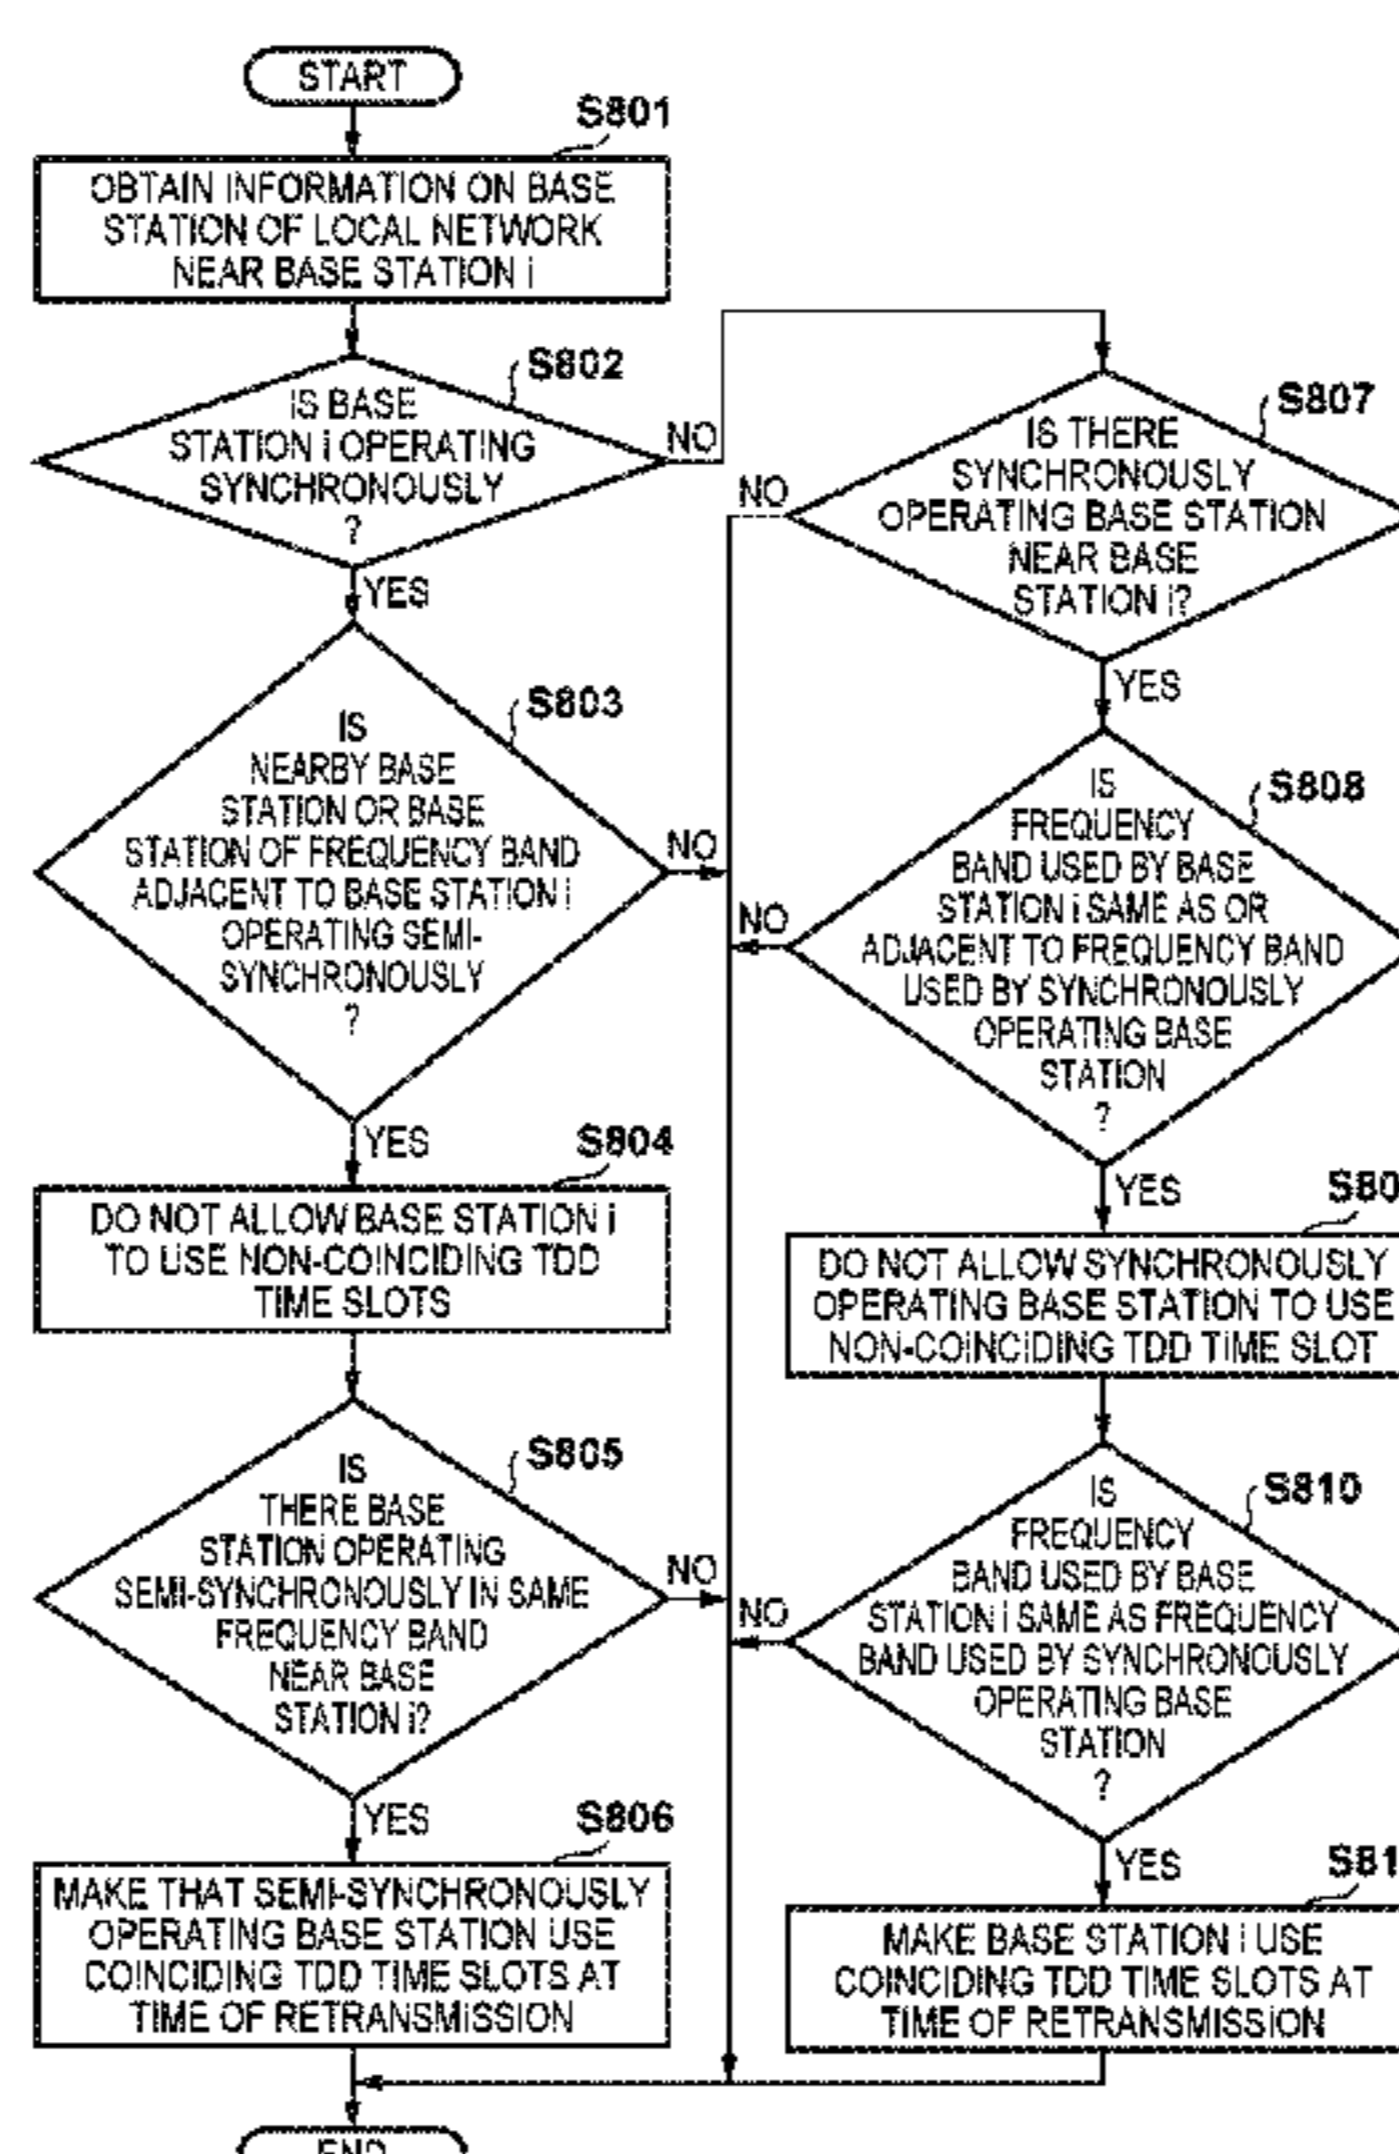 START
S801
OBTAIN INFORMATION ON BASE
STATION OF LOCAL NETWORK
NEAR BASE STATION i
S802
IS BASE
STATION i OPERATING
SYNCHRONOUSLY
?
NO
YES
S803
IS
NEARBY BASE
STATION OR BASE
STATION OF FREQUENCY BAND
ADJACENT TO BASE STATION i
OPERATING SEMI-
SYNCHRONOUSLY
?
NO
YES
S804
DO NOT ALLOW BASE STATION i
TO USE NON-COINCIDING TDD
TIME SLOTS
S805
IS
THERE BASE
STATION OPERATING
SEMI-SYNCHRONOUSLY IN SAME
FREQUENCY BAND
NEAR BASE
STATION i?
NO
YES
S806
MAKE THAT SEMI-SYNCHRONOUSLY
OPERATING BASE STATION USE
COINCIDING TDD TIME SLOTS AT
TIME OF RETRANSMISSION
END
S807
IS THERE
SYNCHRONOUSLY
OPERATING BASE STATION
NEAR BASE
STATION i?
NO
YES
S808
IS
FREQUENCY
BAND USED BY BASE
STATION i SAME AS OR
ADJACENT TO FREQUENCY BAND
USED BY SYNCHRONOUSLY
OPERATING BASE
STATION
?
NO
YES
S80
DO NOT ALLOW SYNCHRONOUSLY
OPERATING BASE STATION TO USE
NON-COINCIDING TDD TIME SLOT
S810
IS
FREQUENCY
BAND USED BY BASE
STATION i SAME AS FREQUENCY
BAND USED BY SYNCHRONOUSLY
OPERATING BASE
STATION
?
NO
YES
S81
MAKE BASE STATION i USE
COINCIDING TDD TIME SLOTS AT
TIME OF RETRANSMISSION